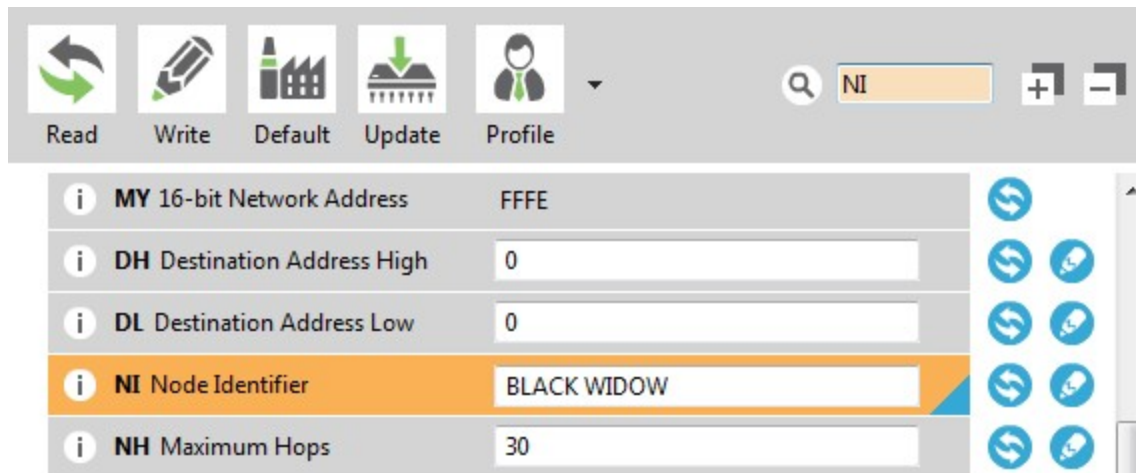 NI
Read Write Default Update Profile
MY 16-bit Network Address FFFE
DH Destination Address High 0
DL Destination Address Low 0
NI Node Identifier BLACK WIDOW
NH Maximum Hops 30